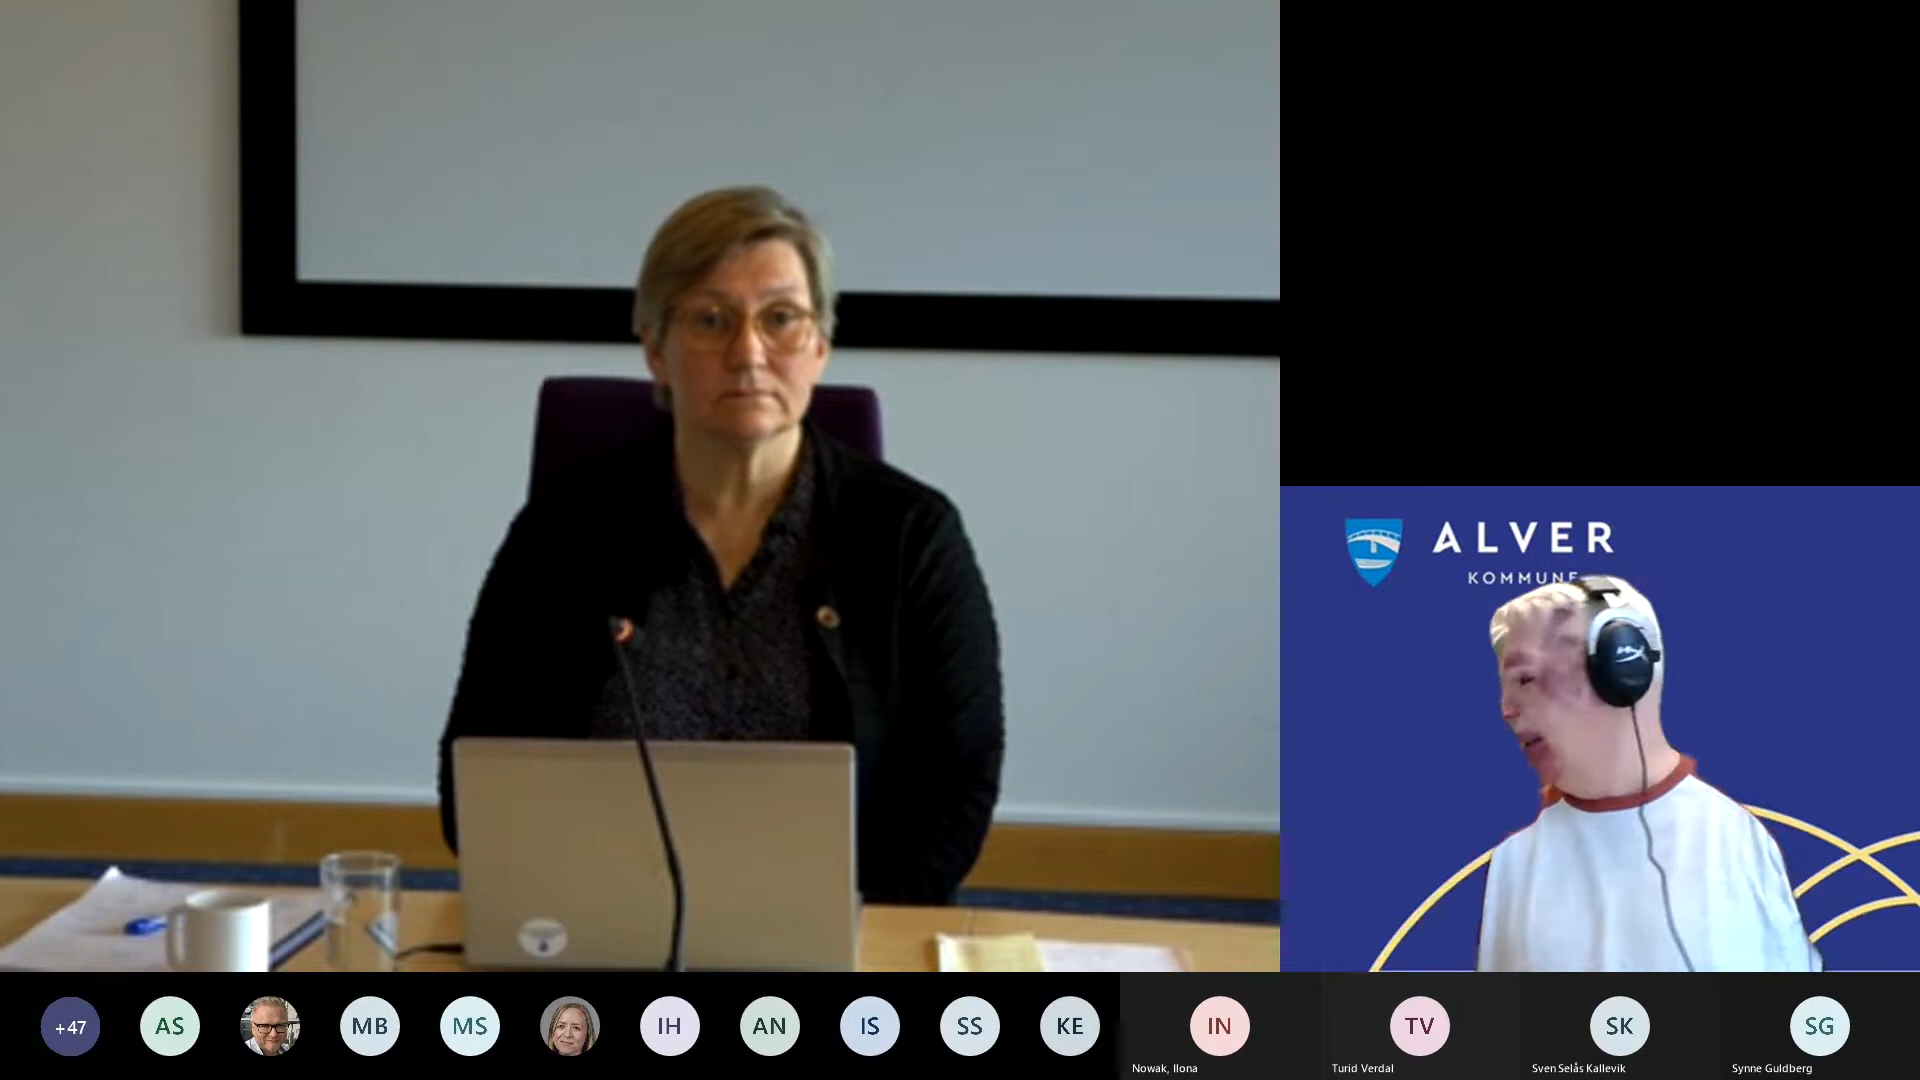 ALVER
KOMMUNE
+47
AS
MB
MS
IH
AN
IS
SS
KE
IN
TV
SK
SG
Nowak, Ilona
Turid Verdal
Sven Selås Kallevik
Synne Guldberg